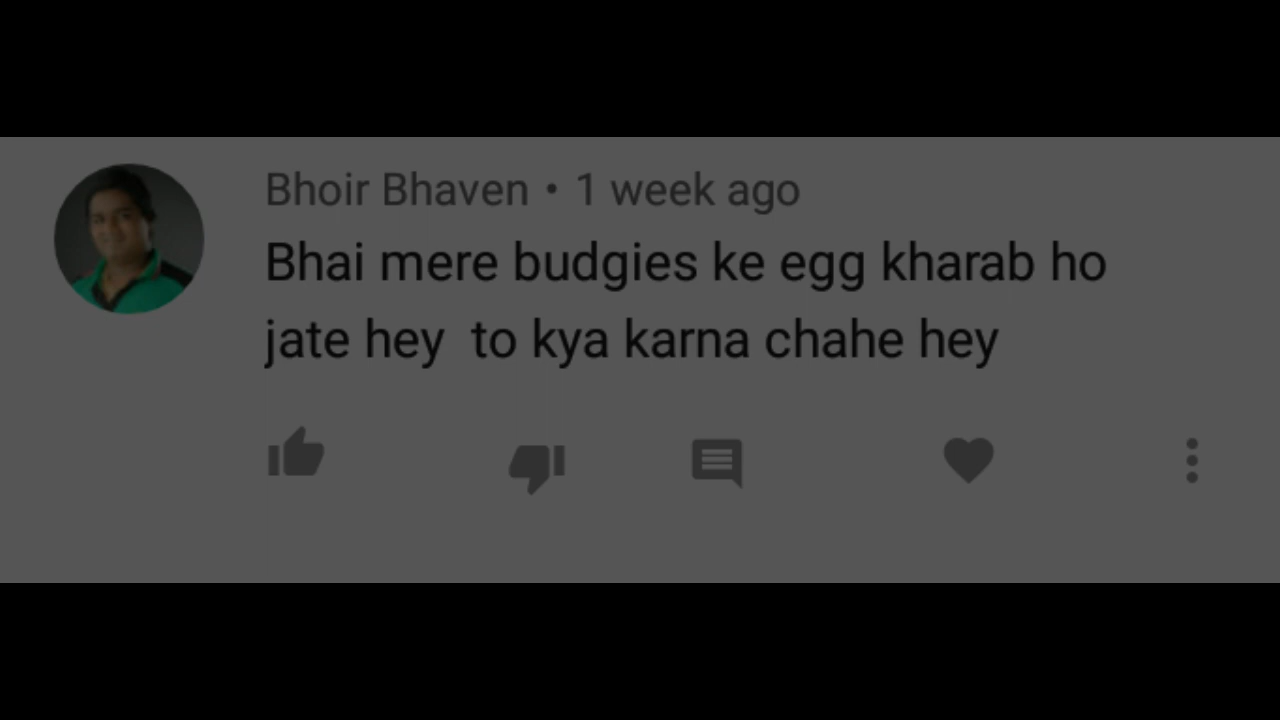 Bhoir Bhaven • 1 week ago
Bhai mere budgies ke egg kharab ho
jate hey to kya karna chahe hey